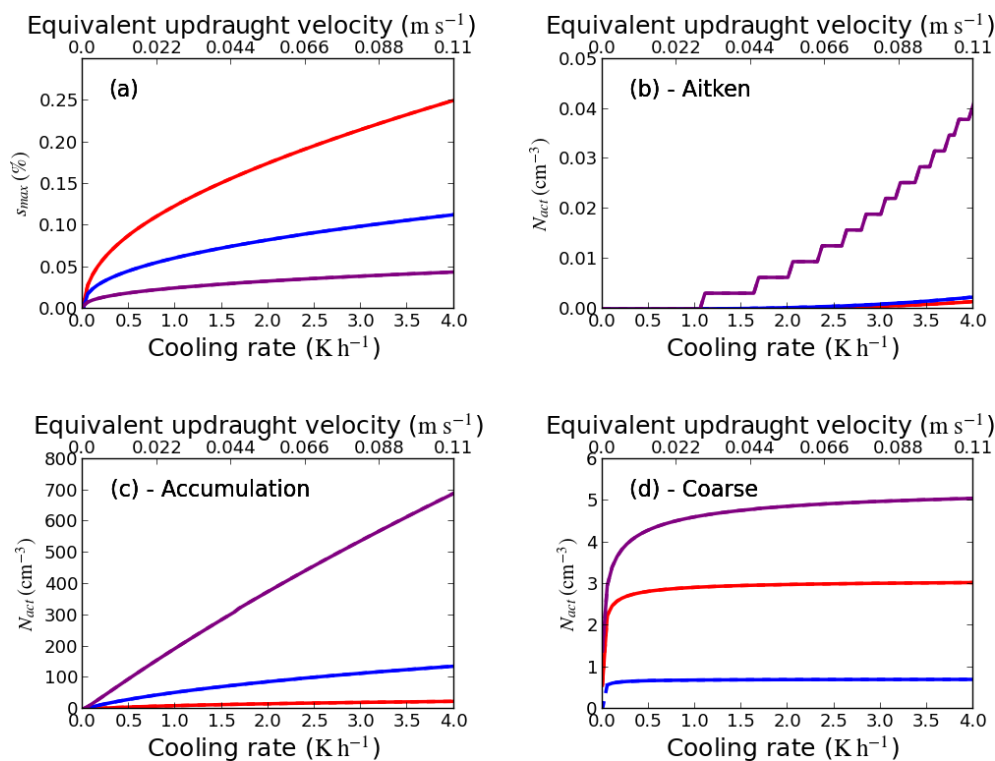 Equivalent updraught velocity (m s⁻¹)
0.0 0.022 0.044 0.066 0.088 0.11
(a)
0.25
0.20
0.15
0.10
0.05
0.00
s_max (%)
0.0 0.5 1.0 1.5 2.0 2.5 3.0 3.5 4.0
Cooling rate (K h⁻¹)
Equivalent updraught velocity (m s⁻¹)
0.0 0.022 0.044 0.066 0.088 0.11
(b) - Aitken
0.05
0.04
0.03
0.02
0.01
0.00
N_act (cm⁻³)
0.0 0.5 1.0 1.5 2.0 2.5 3.0 3.5 4.0
Cooling rate (K h⁻¹)
Equivalent updraught velocity (m s⁻¹)
0.0 0.022 0.044 0.066 0.088 0.11
(c) - Accumulation
800
700
600
500
400
300
200
100
0
N_act (cm⁻³)
0.0 0.5 1.0 1.5 2.0 2.5 3.0 3.5 4.0
Cooling rate (K h⁻¹)
Equivalent updraught velocity (m s⁻¹)
0.0 0.022 0.044 0.066 0.088 0.11
(d) - Coarse
6
5
4
3
2
1
0
N_act (cm⁻³)
0.0 0.5 1.0 1.5 2.0 2.5 3.0 3.5 4.0
Cooling rate (K h⁻¹)